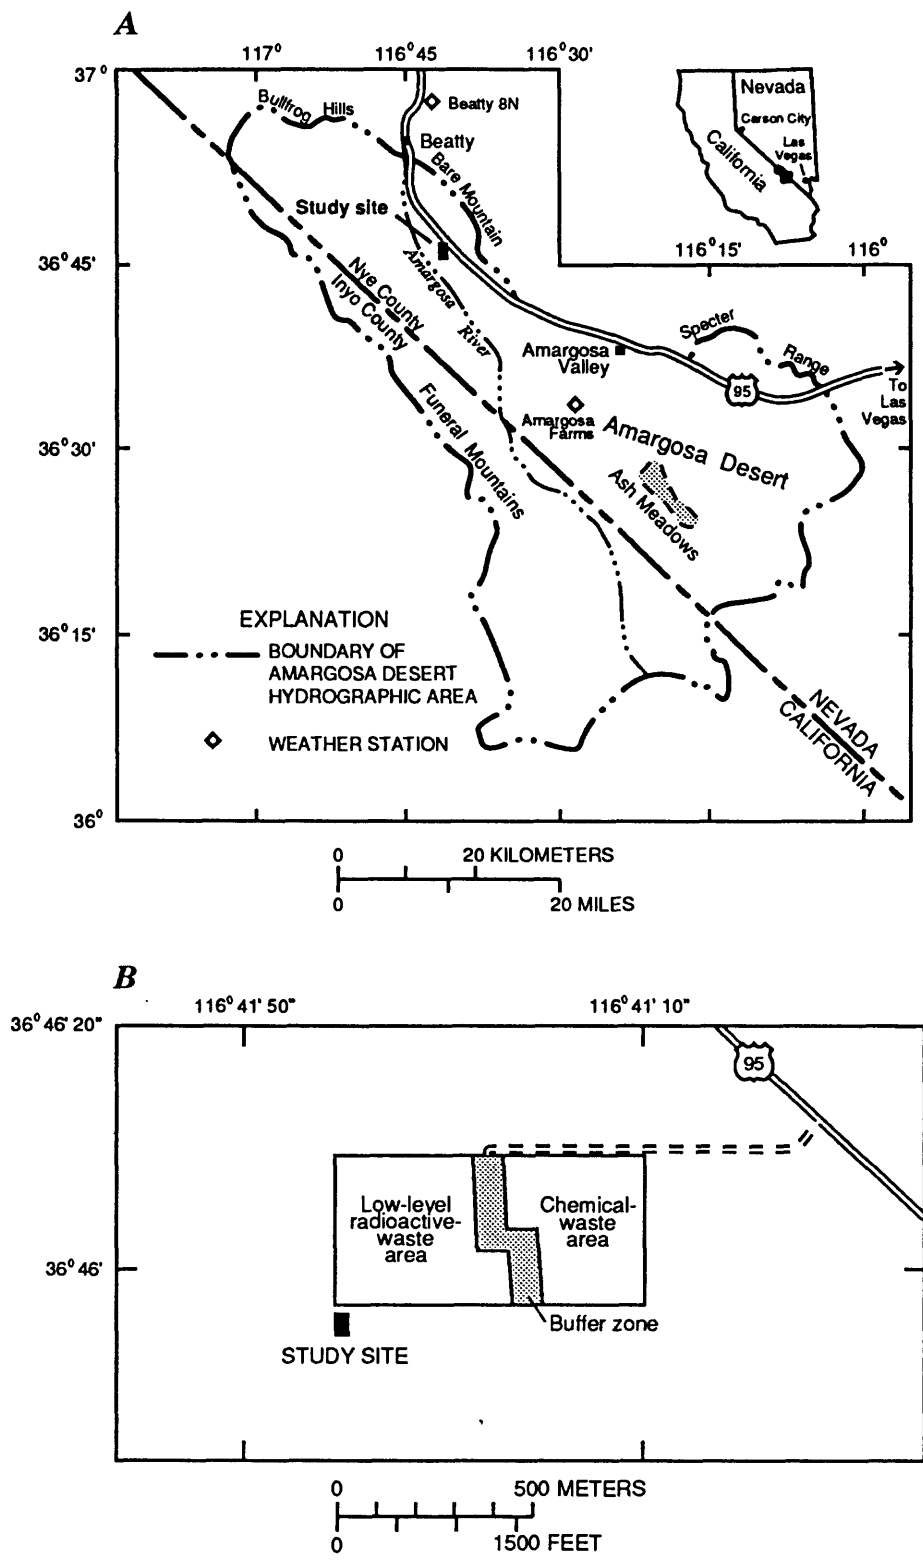 A
117°
116° 45
116° 30'
37°
Bullfrog Hills
Beatty 8N
Beatty
Bare Mountain
Nevada
Carson City
Las
Vegas
California
Study site
116° 15'
116°
36° 45'
Amargosa River
Nye County
Inyo County
Specter Range
Amargosa
Valley
95
To
Las
Vegas
Funeral Mountains
Amargosa
Farms
Amargosa Desert
36° 30'
Ash Meadows
EXPLANATION
36° 15'
BOUNDARY OF
AMARGOSA DESERT
HYDROGRAPHIC AREA
WEATHER STATION
NEVADA
CALIFORNIA
36°
0 20 KILOMETERS
0 20 MILES
B
116° 41' 50"
116° 41' 10"
36° 46' 20"
95
Low-level
radioactive-
waste
area
Chemical-
waste
area
36° 46'
Buffer zone
STUDY SITE
0 500 METERS
0 1500 FEET